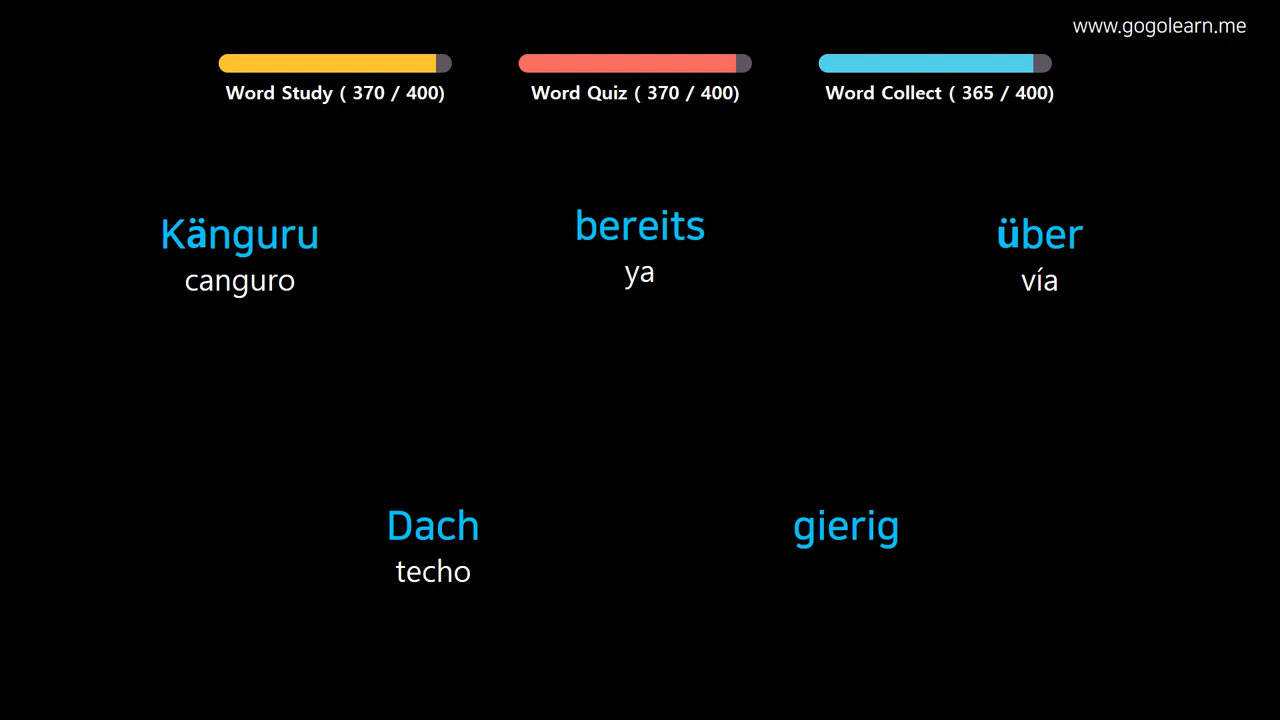 www.gogolearn.me
Word Study ( 370 / 400)
Word Quiz ( 370 / 400)
Word Collect ( 365 / 400)
Känguru
canguro
bereits
ya
über
vía
Dach
techo
gierig